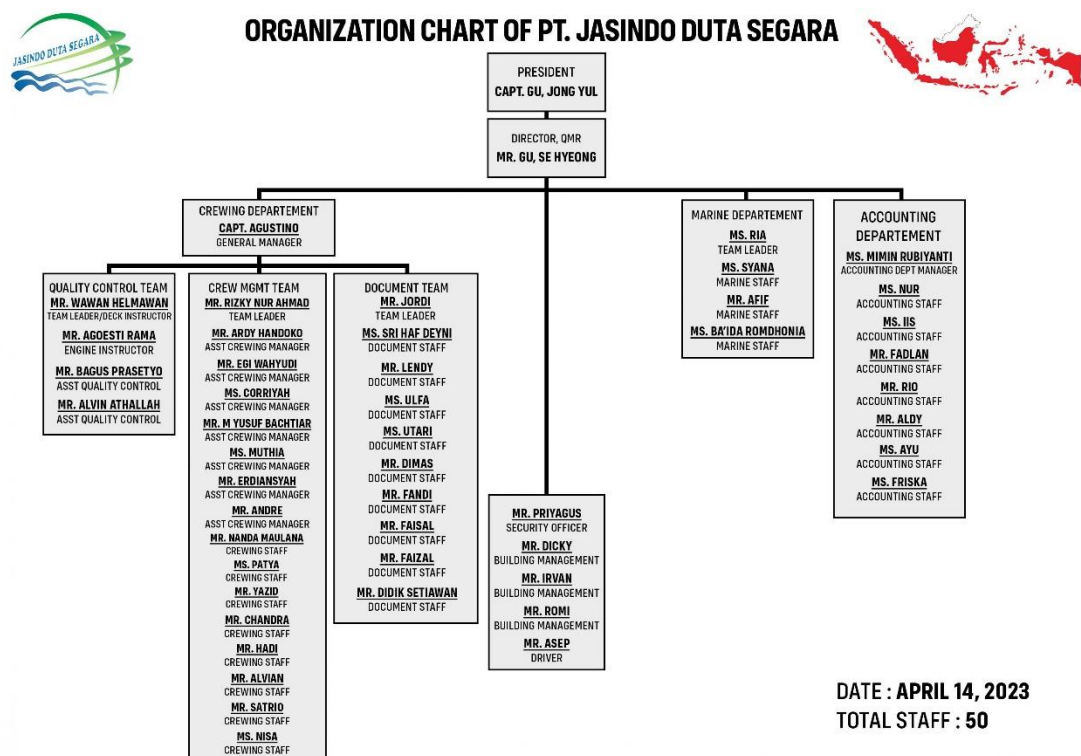 JASINDO DUTA SEGARA
ORGANIZATION CHART OF PT. JASINDO DUTA SEGARA
PRESIDENT
CAPT. GU, JONG YUL
DIRECTOR, QMR
MR. GU, SE HYEONG
CREWING DEPARTEMENT
CAPT. AGUSTINO
GENERAL MANAGER
QUALITY CONTROL TEAM
MR. WAWAN HELMAWAN
TEAM LEADER/DECK INSTRUCTOR
MR. AGOESTI RAMA
ENGINE INSTRUCTOR
MR. BAGUS PRASETYO
ASST QUALITY CONTROL
MR. ALVIN ATHALLAH
ASST QUALITY CONTROL
CREW MGMT TEAM
MR. RIZKY NUR AHMAD
TEAM LEADER
MR. ARDY HANDOKO
ASST CREWING MANAGER
MR. EGI WAHYUDI
ASST CREWING MANAGER
MS. CORRIYAH
ASST CREWING MANAGER
MR. M YUSUF BACHTIAR
ASST CREWING MANAGER
MS. MUTHIA
ASST CREWING MANAGER
MR. ERDIANSYAH
ASST CREWING MANAGER
MR. ANDRE
ASST CREWING MANAGER
MR. NANDA MAULANA
CREWING STAFF
MS. PATYA
CREWING STAFF
MR. YAZID
CREWING STAFF
MR. CHANDRA
CREWING STAFF
MR. HADI
CREWING STAFF
MR. ALVIAN
CREWING STAFF
MR. SATRIO
CREWING STAFF
MS. NISA
CREWING STAFF
DOCUMENT TEAM
MR. JORDI
TEAM LEADER
MS. SRI HAF DEYNI
DOCUMENT STAFF
MR. LENDY
DOCUMENT STAFF
MS. ULFA
DOCUMENT STAFF
MS. UTARI
DOCUMENT STAFF
MR. DIMAS
DOCUMENT STAFF
MR. FANDI
DOCUMENT STAFF
MR. FAISAL
DOCUMENT STAFF
MR. FAIZAL
DOCUMENT STAFF
MR. DIDIK SETIAWAN
DOCUMENT STAFF
MR. PRIYAGUS
SECURITY OFFICER
MR. DICKY
BUILDING MANAGEMENT
MR. IRVAN
BUILDING MANAGEMENT
MR. ROMI
BUILDING MANAGEMENT
MR. ASEP
DRIVER
MARINE DEPARTEMENT
MS. RIA
TEAM LEADER
MS. SYANA
MARINE STAFF
MR. AFIF
MARINE STAFF
MS. BA'IDA ROMDHONIA
MARINE STAFF
ACCOUNTING
DEPARTEMENT
MS. MIMIN RUBIYANTI
ACCOUNTING DEPT MANAGER
MS. NUR
ACCOUNTING STAFF
MS. IIS
ACCOUNTING STAFF
MR. FADLAN
ACCOUNTING STAFF
MR. RIO
ACCOUNTING STAFF
MR. ALDY
ACCOUNTING STAFF
MS. AYU
ACCOUNTING STAFF
MS. FRISKA
ACCOUNTING STAFF
DATE : APRIL 14, 2023
TOTAL STAFF : 50